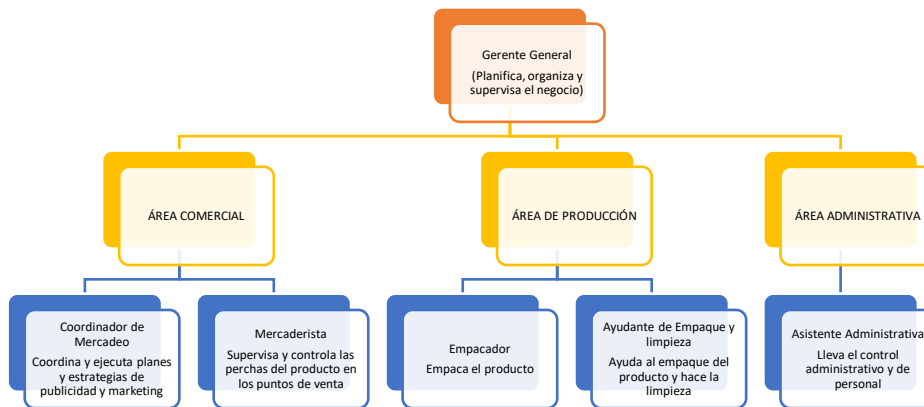 Gerente General
(Planifica, organiza y
supervisa el negocio)
ÁREA COMERCIAL
ÁREA DE PRODUCCIÓN
ÁREA ADMINISTRATIVA
Coordinador de
Mercadeo
Coordina y ejecuta planes
y estrategias de
publicidad y marketing
Mercaderista
Supervisa y controla las
perchas del producto en
los puntos de venta
Empacador
Empaca el producto
Ayudante de Empaque y
limpieza
Ayuda al empaque del
producto y hace la
limpieza
Asistente Administrativa
Lleva el control
administrativo y de
personal